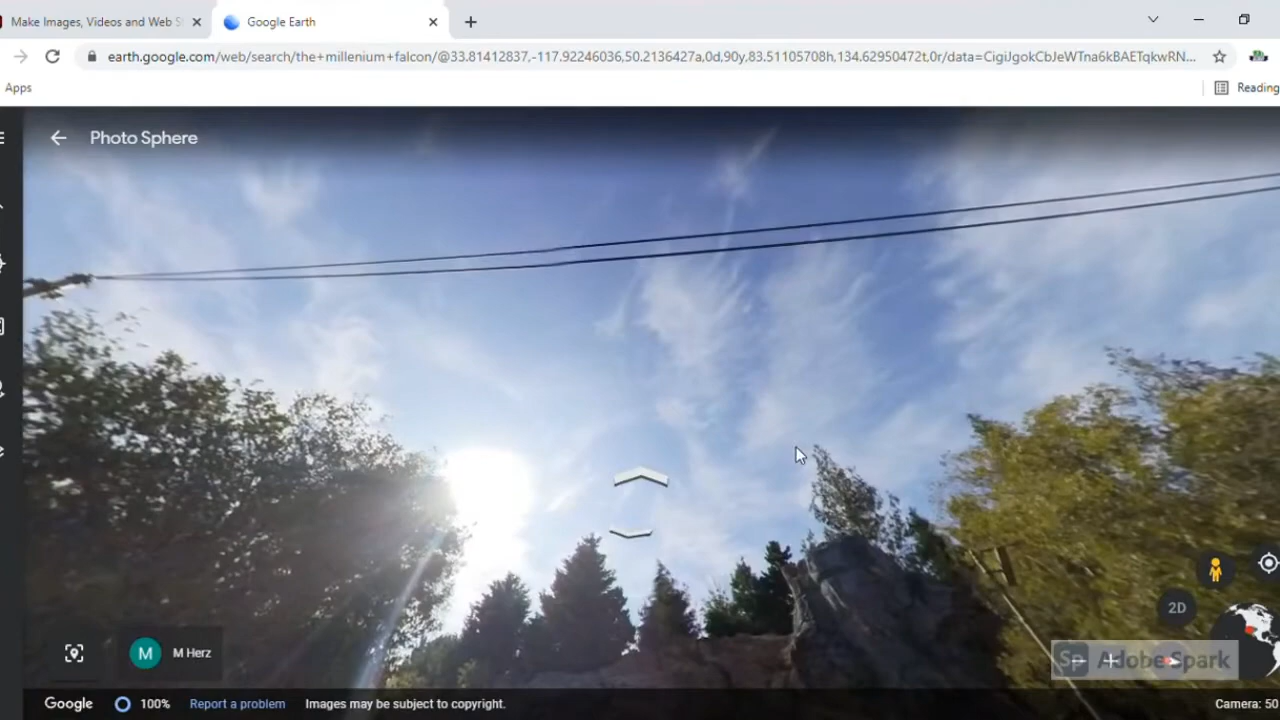 Make Images, Videos and Web S
Google Earth
earth.google.com/web/search/the+millenium+falcon/@33.81412837,-117.92246036,50.2136427a,0d,90y,83.51105708h,134.62950472t,0r/data=CigiJgokCbJeWTna6kBAETqkwRN...
Apps
Reading
Photo Sphere
2D
M
M Herz
Sp Adobe Spark
Google
100%
Report a problem
Images may be subject to copyright.
Camera: 50